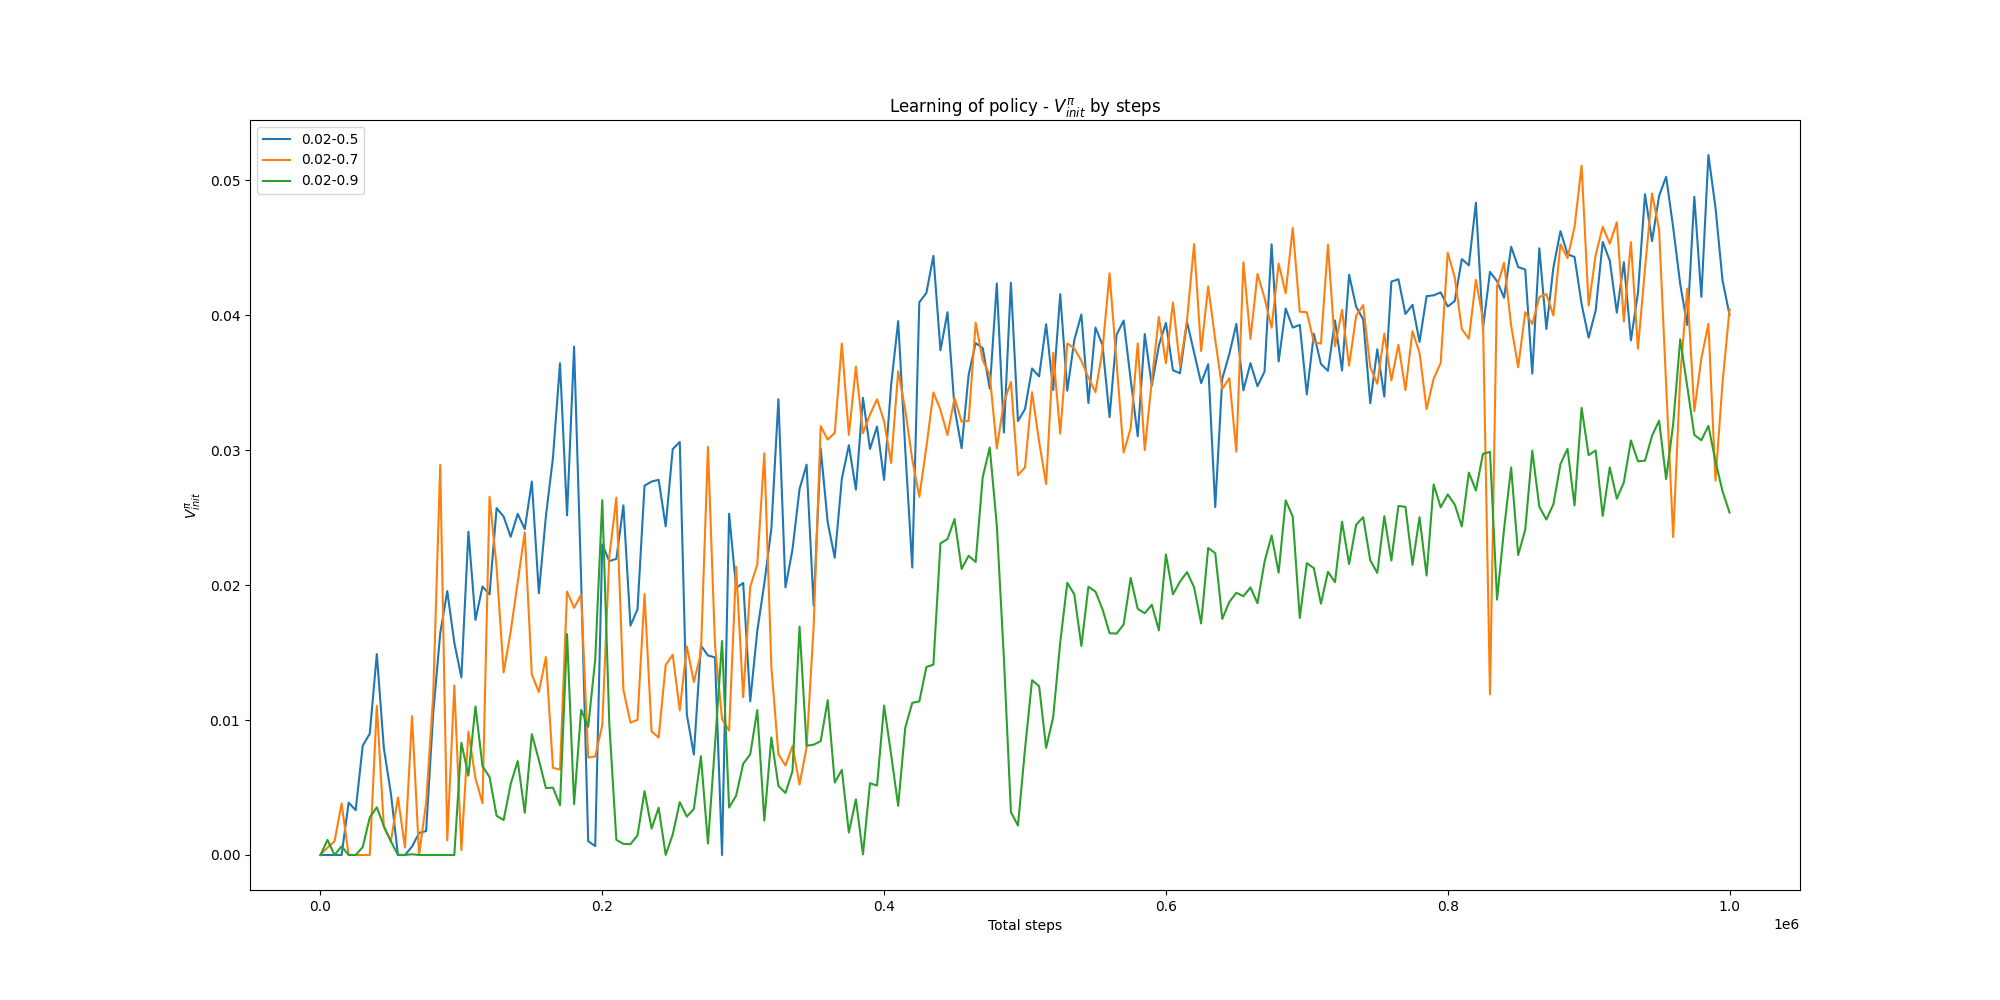 Learning of policy - $V^{\pi}_{init}$ by steps
0.02-0.5
0.02-0.7
0.02-0.9
0.05
0.04
0.03
0.02
0.01
0.00
$V^{\pi}_{init}$
0.0 0.2 0.4 0.6 0.8 1.0
Total steps
1e6